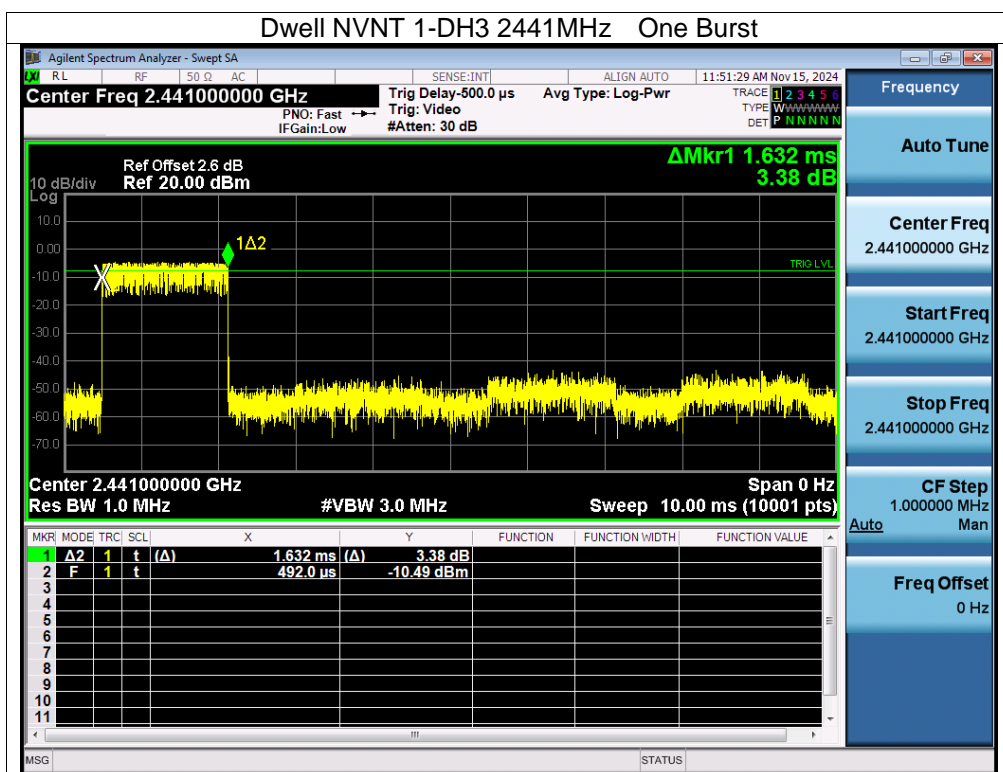 Dwell NVNT 1-DH3 2441MHz One Burst
Agilent Spectrum Analyzer - Swept SA
LXI RL RF 50 Ω AC SENSE:INT ALIGN AUTO 11:51:29 AM Nov 15, 2024
Center Freq 2.441000000 GHz Trig Delay-500.0 µs Avg Type: Log-Pwr TRACE 1 2 3 4 5 6
PNO: Fast Trig: Video TYPE WWWWWW
IFGain:Low #Atten: 30 dB DET P N N N N N
Ref Offset 2.6 dB ΔMkr1 1.632 ms
10 dB/div Ref 20.00 dBm 3.38 dB
Log
10.0
0.00
1Δ2
TRIG LVL
-10.0
-20.0
-30.0
-40.0
-50.0
-60.0
-70.0
Center 2.441000000 GHz Span 0 Hz
Res BW 1.0 MHz #VBW 3.0 MHz Sweep 10.00 ms (10001 pts)
MKR MODE TRC SCL X Y FUNCTION FUNCTION WIDTH FUNCTION VALUE
1 Δ2 1 t (Δ) 1.632 ms (Δ) 3.38 dB
2 F 1 t 492.0 µs -10.49 dBm
3
4
5
6
7
8
9
10
11
MSG STATUS
Frequency
Auto Tune
Center Freq
2.441000000 GHz
Start Freq
2.441000000 GHz
Stop Freq
2.441000000 GHz
CF Step
1.000000 MHz
Auto Man
Freq Offset
0 Hz